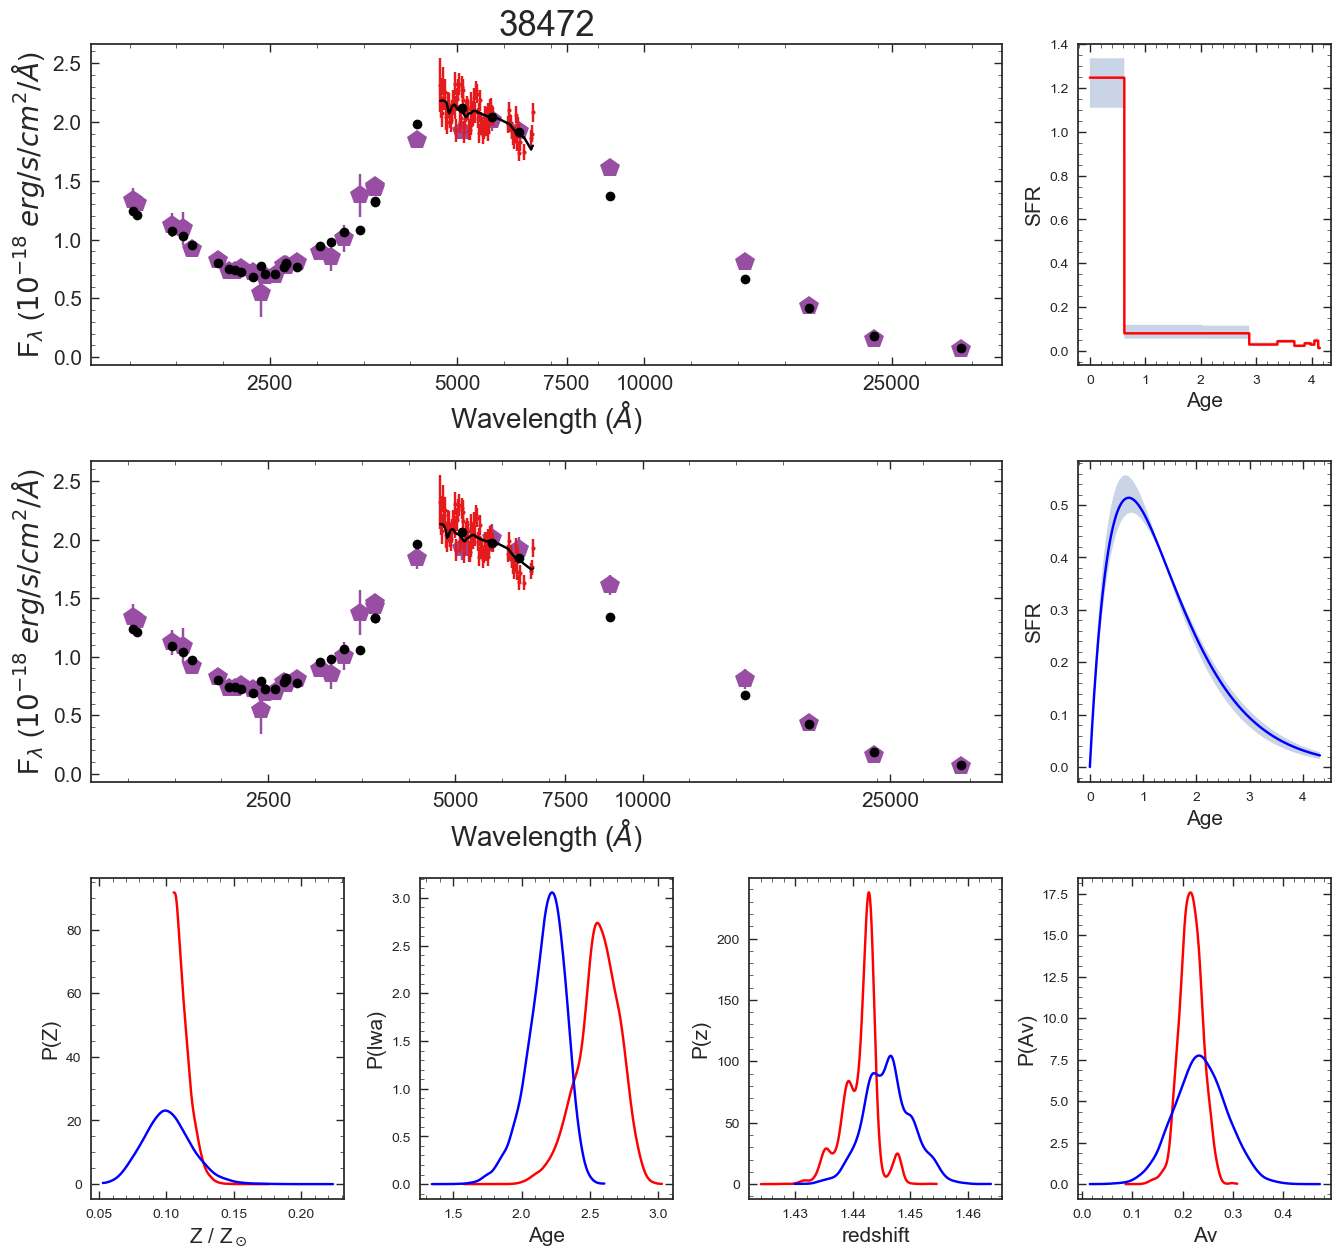 38472
F_λ (10^−18 erg/s/cm^2/Å)
2.5
2.0
1.5
1.0
0.5
0.0
2500 5000 7500 10000 25000
Wavelength (Å)
SFR
1.4
1.2
1.0
0.8
0.6
0.4
0.2
0.0
0 1 2 3 4
Age
F_λ (10^−18 erg/s/cm^2/Å)
2.5
2.0
1.5
1.0
0.5
0.0
2500 5000 7500 10000 25000
Wavelength (Å)
SFR
0.5
0.4
0.3
0.2
0.1
0.0
0 1 2 3 4
Age
P(Z)
80
60
40
20
0
0.05 0.10 0.15 0.20
Z / Z_⊙
P(lwa)
3.0
2.5
2.0
1.5
1.0
0.5
0.0
1.5 2.0 2.5 3.0
Age
P(z)
200
150
100
50
0
1.43 1.44 1.45 1.46
redshift
P(Av)
17.5
15.0
12.5
10.0
7.5
5.0
2.5
0.0
0.0 0.1 0.2 0.3 0.4
Av